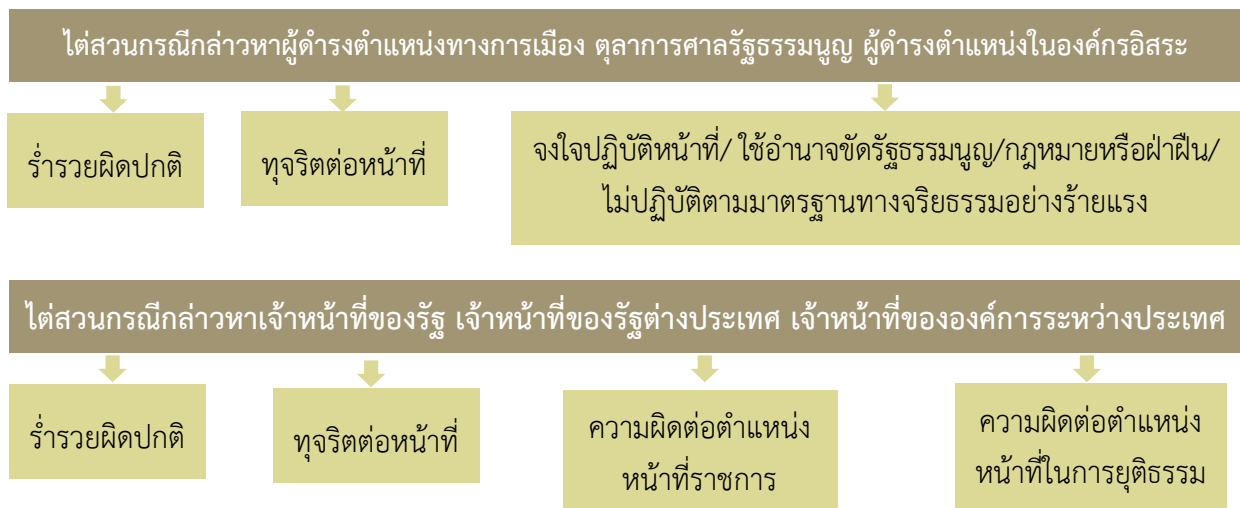 ไต่สวนกรณีกล่าวหาผู้ดำรงตำแหน่งทางการเมือง ตุลาการศาลรัฐธรรมนูญ ผู้ดำรงตำแหน่งในองค์กรอิสระ
ร่ำรวยผิดปกติ
ทุจริตต่อหน้าที่
จงใจปฏิบัติหน้าที่/ ใช้อำนาจขัดรัฐธรรมนูญ/กฎหมายหรือฝ่าฝืน/
ไม่ปฏิบัติตามมาตรฐานทางจริยธรรมอย่างร้ายแรง
ไต่สวนกรณีกล่าวหาเจ้าหน้าที่ของรัฐ เจ้าหน้าที่ของรัฐต่างประเทศ เจ้าหน้าที่ขององค์การระหว่างประเทศ
ร่ำรวยผิดปกติ
ทุจริตต่อหน้าที่
ความผิดต่อตำแหน่ง
หน้าที่ราชการ
ความผิดต่อตำแหน่ง
หน้าที่ในการยุติธรรม